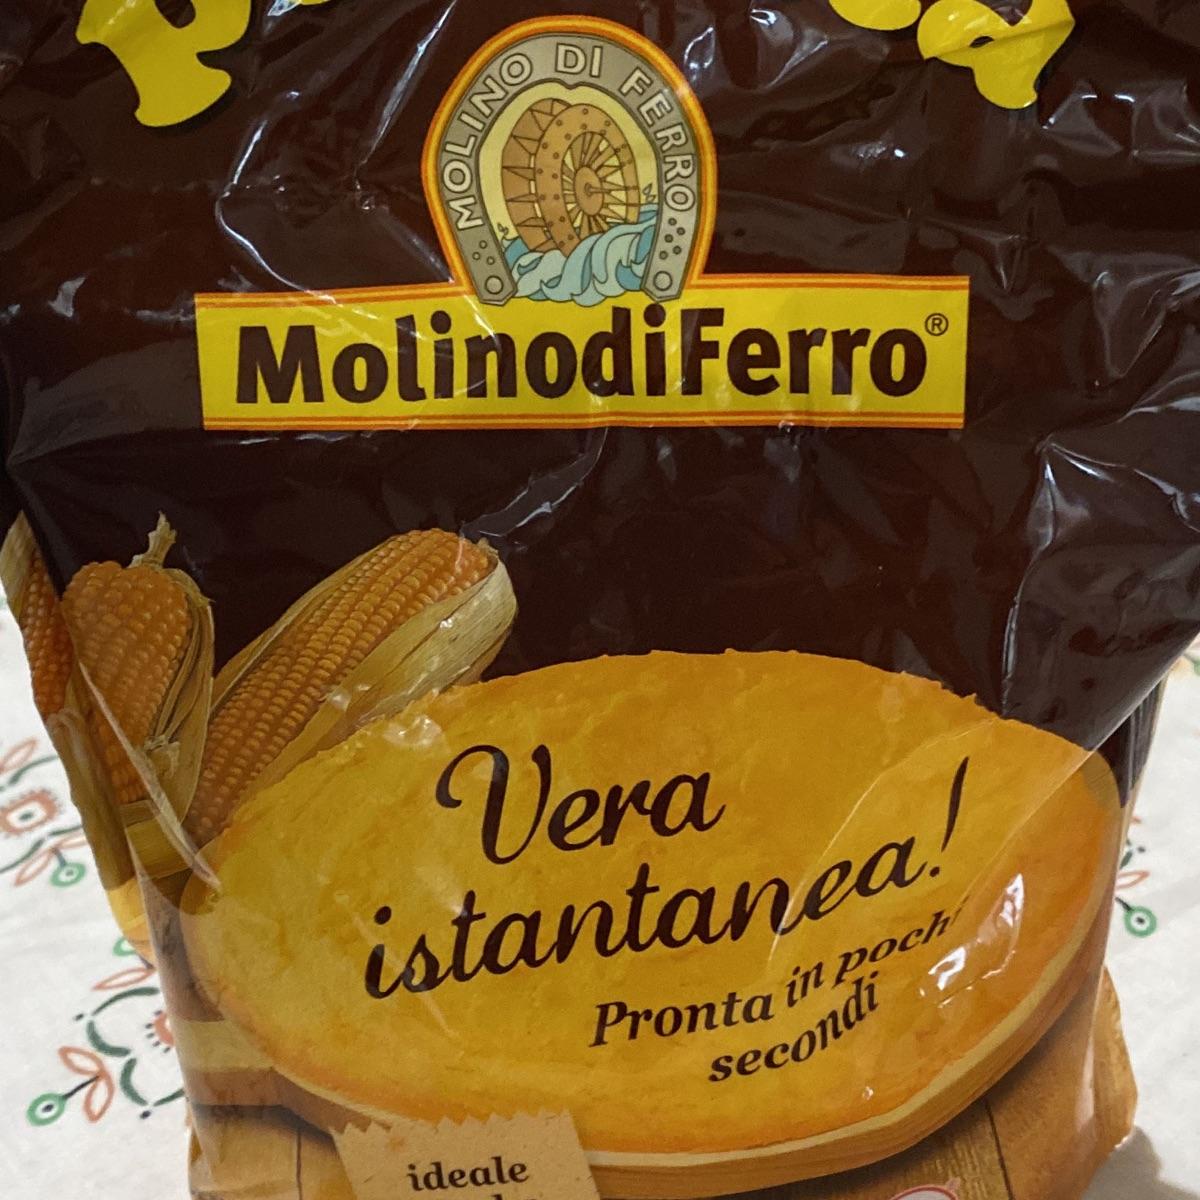 MOLINO DI FERRO
MolinodiFerro®
Vera
istantanea!
Pronta in pochi
secondi
ideale